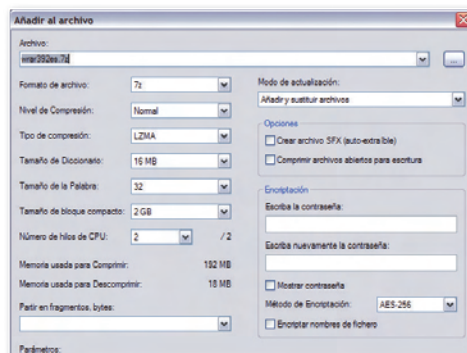 Añadir al archivo
Archivo:
wrar392es.7z
...
Formato de archivo: 7z
Nivel de Compresión: Normal
Tipo de compresión: LZMA
Tamaño de Diccionario: 16 MB
Tamaño de la Palabra: 32
Tamaño de bloque compacto: 2 GB
Número de hilos de CPU: 2 / 2
Memoria usada para Comprimir: 192 MB
Memoria usada para Descomprimir: 18 MB
Partir en fragmentos, bytes:
Parámetros:
Modo de actualización:
Añadir y sustituir archivos
Opciones
Crear archivo SFX (auto-extraíble)
Comprimir archivos abiertos para escritura
Encriptación
Escriba la contraseña:
Escriba nuevamente la contraseña:
Mostrar contraseña
Método de Encriptación: AES-256
Encriptar nombres de fichero